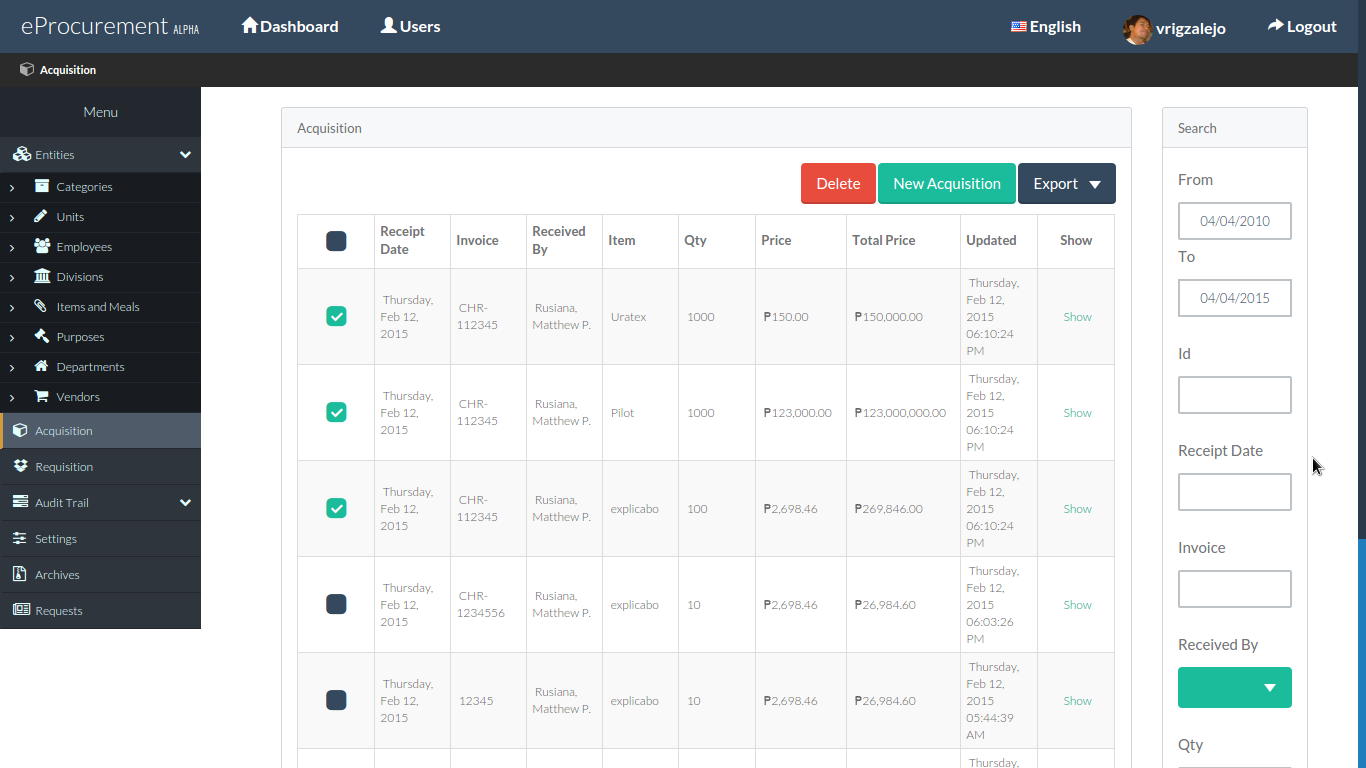 eProcurement ALPHA
Dashboard
Users
English
vrigzalejo
Logout
Acquisition
Menu
Entities
Categories
Units
Employees
Divisions
Items and Meals
Purposes
Departments
Vendors
Acquisition
Requisition
Audit Trail
Settings
Archives
Requests
Acquisition
Delete
New Acquisition
Export
Receipt
Date
Invoice
Received
By
Item
Qty
Price
Total Price
Updated
Show
Thursday,
Feb 12,
2015
CHR-
112345
Rusiana,
Matthew P.
Uratex
1000
₱150.00
₱150,000.00
Thursday,
Feb 12,
2015
06:10:24
PM
Show
Thursday,
Feb 12,
2015
CHR-
112345
Rusiana,
Matthew P.
Pilot
1000
₱123,000.00
₱123,000,000.00
Thursday,
Feb 12,
2015
06:10:24
PM
Show
Thursday,
Feb 12,
2015
CHR-
112345
Rusiana,
Matthew P.
explicabo
100
₱2,698.46
₱269,846.00
Thursday,
Feb 12,
2015
06:10:24
PM
Show
Thursday,
Feb 12,
2015
CHR-
1234556
Rusiana,
Matthew P.
explicabo
10
₱2,698.46
₱26,984.60
Thursday,
Feb 12,
2015
06:03:26
PM
Show
Thursday,
Feb 12,
2015
12345
Rusiana,
Matthew P.
explicabo
10
₱2,698.46
₱26,984.60
Thursday,
Feb 12,
2015
05:44:39
AM
Show
Thursday,
Search
From
04/04/2010
To
04/04/2015
Id
Receipt Date
Invoice
Received By
Qty